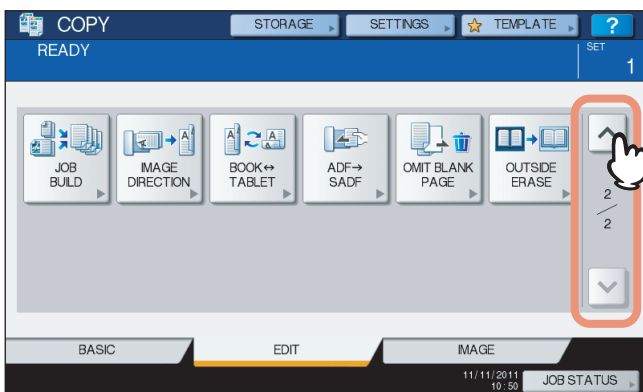 COPY
STORAGE
SETTINGS
TEMPLATE
?
READY
SET
1
JOB
BUILD
IMAGE
DIRECTION
BOOK↔
TABLET
ADF→
SADF
OMIT BLANK
PAGE
OUTSIDE
ERASE
2
2
BASIC
EDIT
IMAGE
11/11/2011
10:50
JOB STATUS